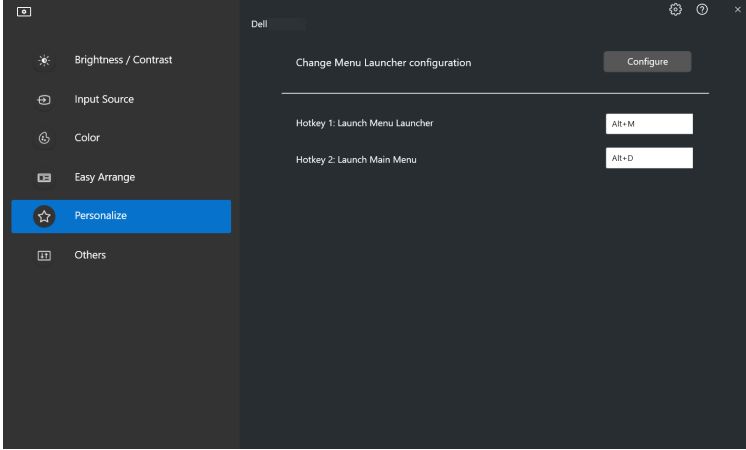 Dell
Brightness / Contrast
Input Source
Color
Easy Arrange
Personalize
Others
Change Menu Launcher configuration
Configure
Hotkey 1: Launch Menu Launcher
Alt+M
Hotkey 2: Launch Main Menu
Alt+D